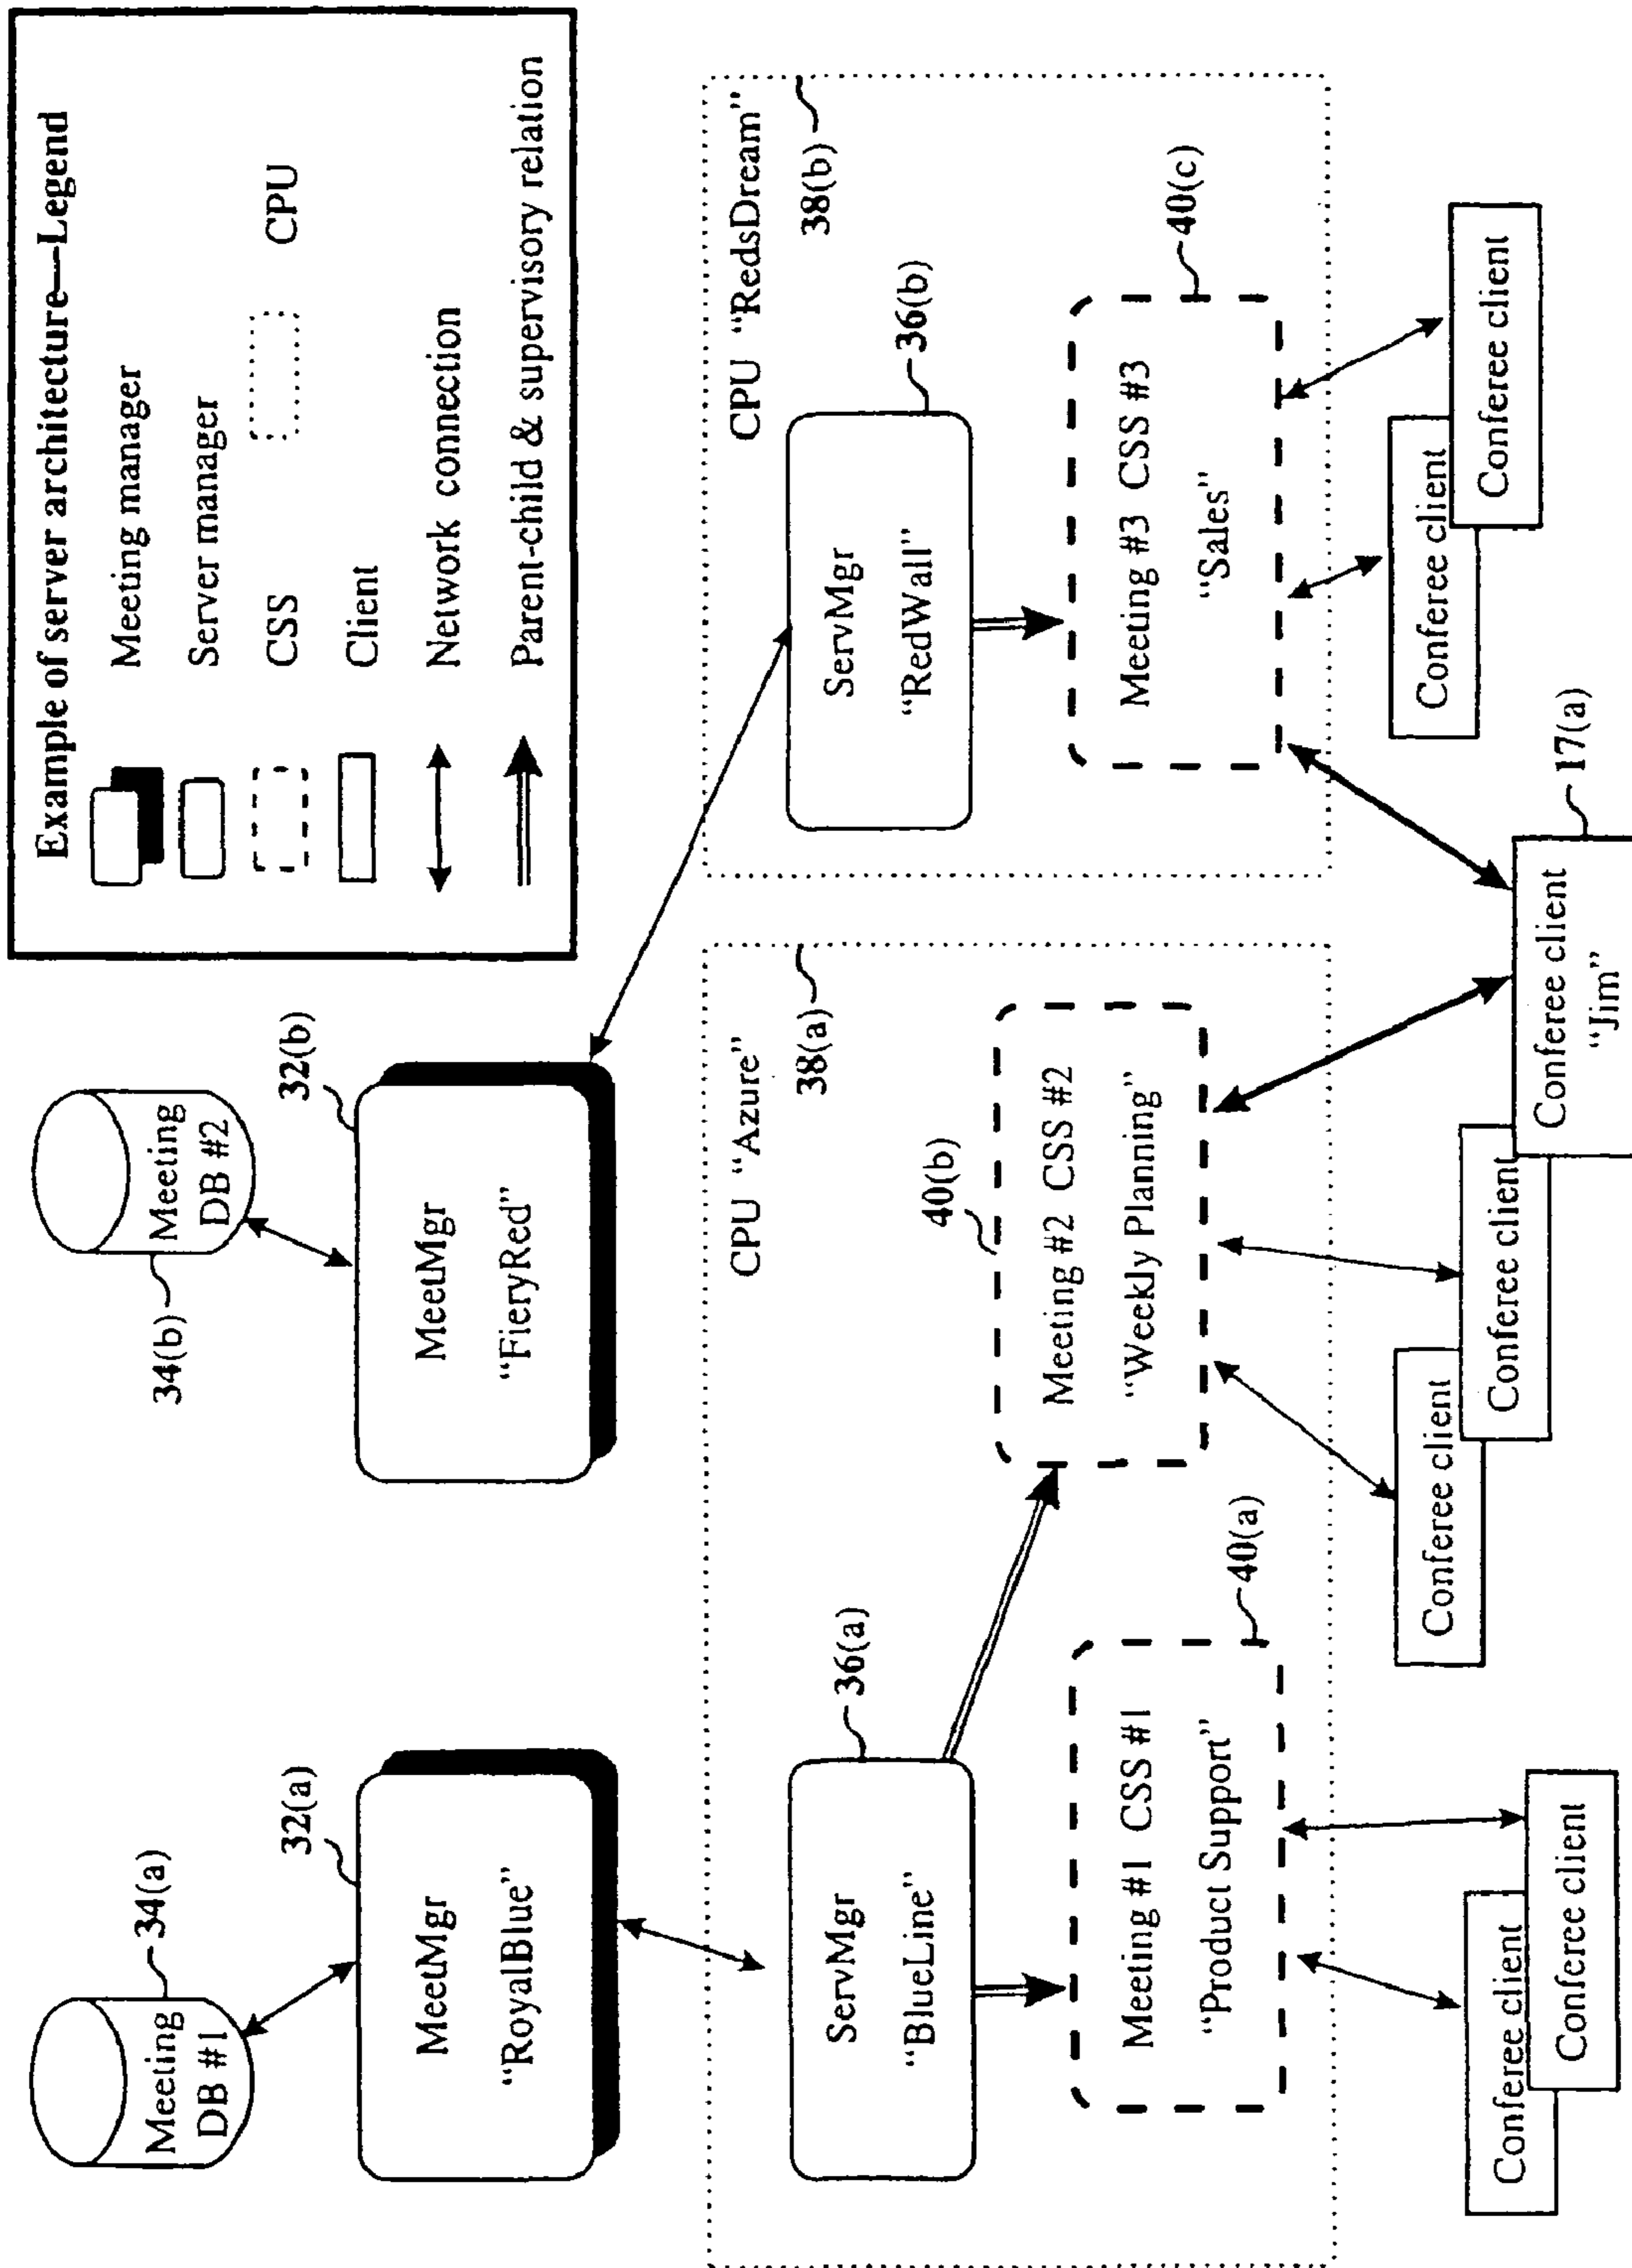 Example of server architecture—Legend
Meeting manager
Server manager
CSS
CPU
Client
Network connection
Parent-child & supervisory relation
Meeting
DB #1
34(a)
Meeting
DB #2
34(b)
32(a)
MeetMgr
“RoyalBlue”
32(b)
MeetMgr
“FieryRed”
CPU “Azure”
38(a)
CPU “RedsDream”
38(b)
ServMgr
“BlueLine”
36(a)
ServMgr
“RedWall”
36(b)
40(b)
Meeting #2 CSS #2
“Weekly Planning”
Meeting #1 CSS #1
“Product Support”
40(a)
Meeting #3 CSS #3
“Sales”
40(c)
Conferee client
Conferee client
Conferee client
Conferee client
Conferee client
“Jim”
17(a)
Conferee client
Conferee client